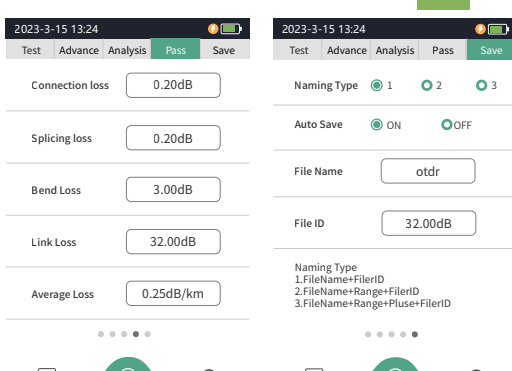 2023-3-15 13:24
Test Advance Analysis Pass Save
Connection loss 0.20dB
Splicing loss 0.20dB
Bend Loss 3.00dB
Link Loss 32.00dB
Average Loss 0.25dB/km
2023-3-15 13:24
Test Advance Analysis Pass Save
Naming Type 1 2 3
Auto Save ON OFF
File Name otdr
File ID 32.00dB
Naming Type
1.FileName+FilerID
2.FileName+Range+FilerID
3.FileName+Range+Pluse+FilerID